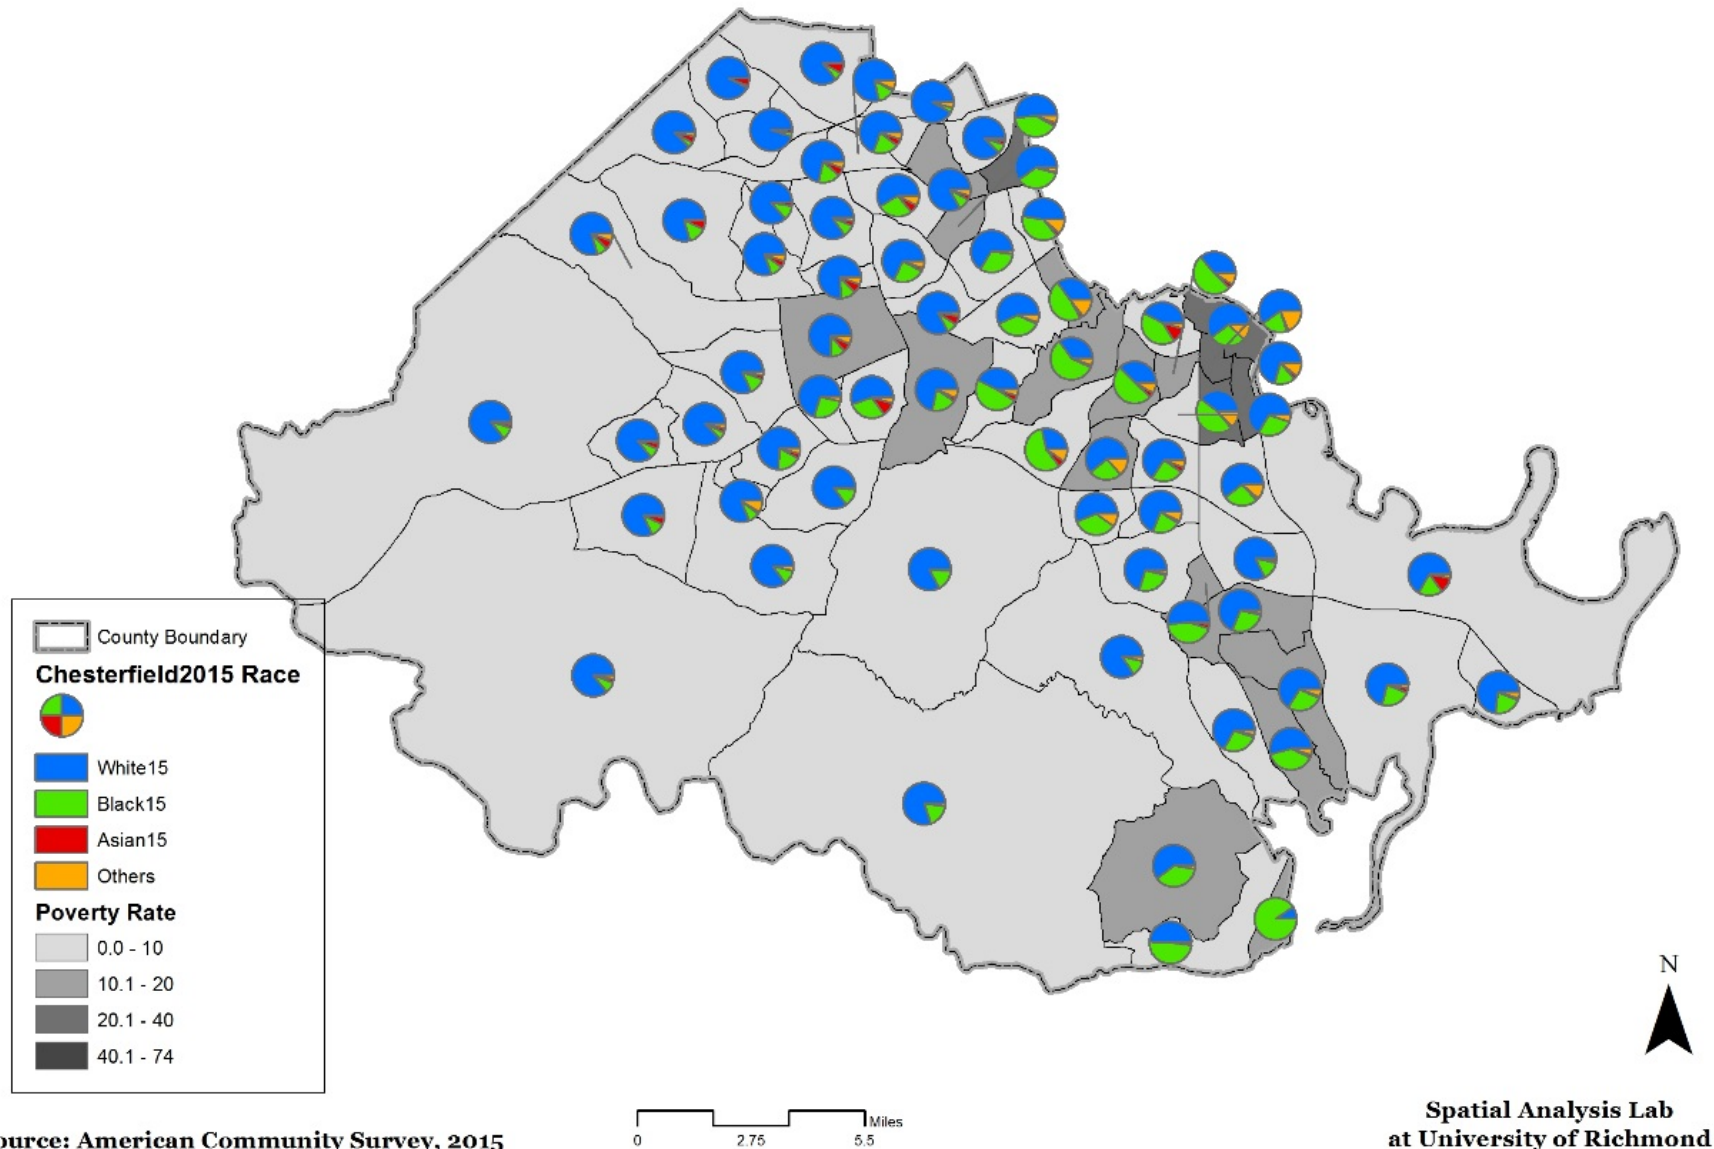 County Boundary
Chesterfield2015 Race
White15
Black15
Asian15
Others
Poverty Rate
0.0 - 10
10.1 - 20
20.1 - 40
40.1 - 74
N
Miles
0 2.75 5.5
ource: American Community Survey, 2015
Spatial Analysis Lab
at University of Richmond